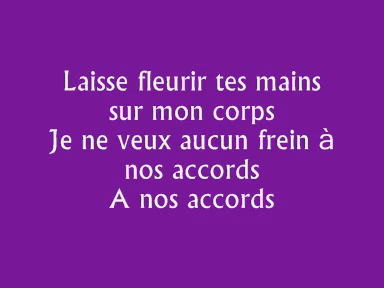 Laisse fleurir tes mains
sur mon corps
Je ne veux aucun frein à
nos accords
A nos accords